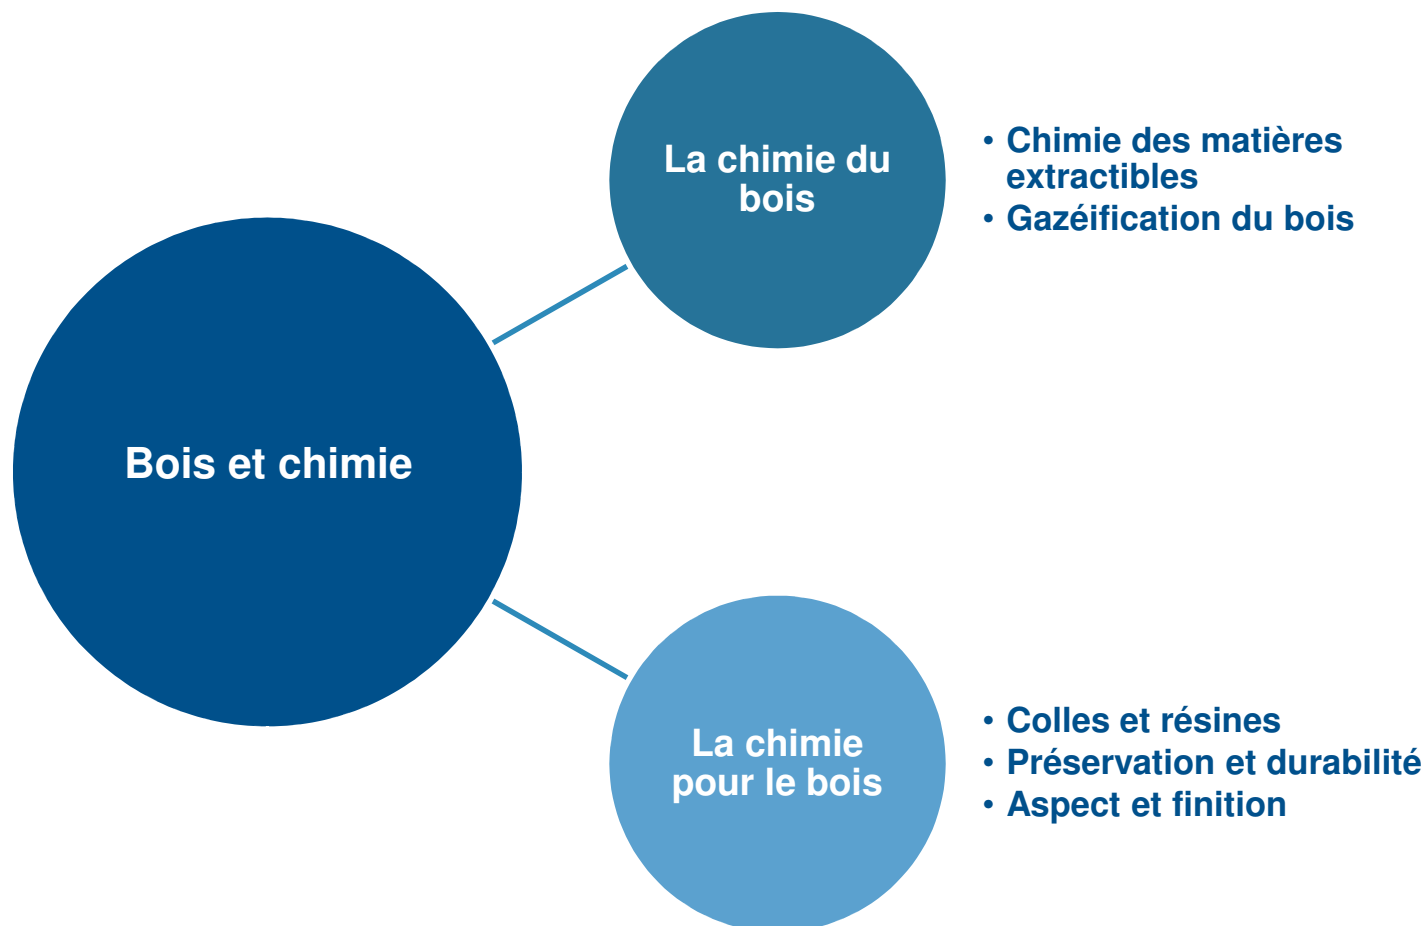 Bois et chimie
La chimie du
bois
• Chimie des matières
extractibles
• Gazéification du bois
La chimie
pour le bois
• Colles et résines
• Préservation et durabilité
• Aspect et finition